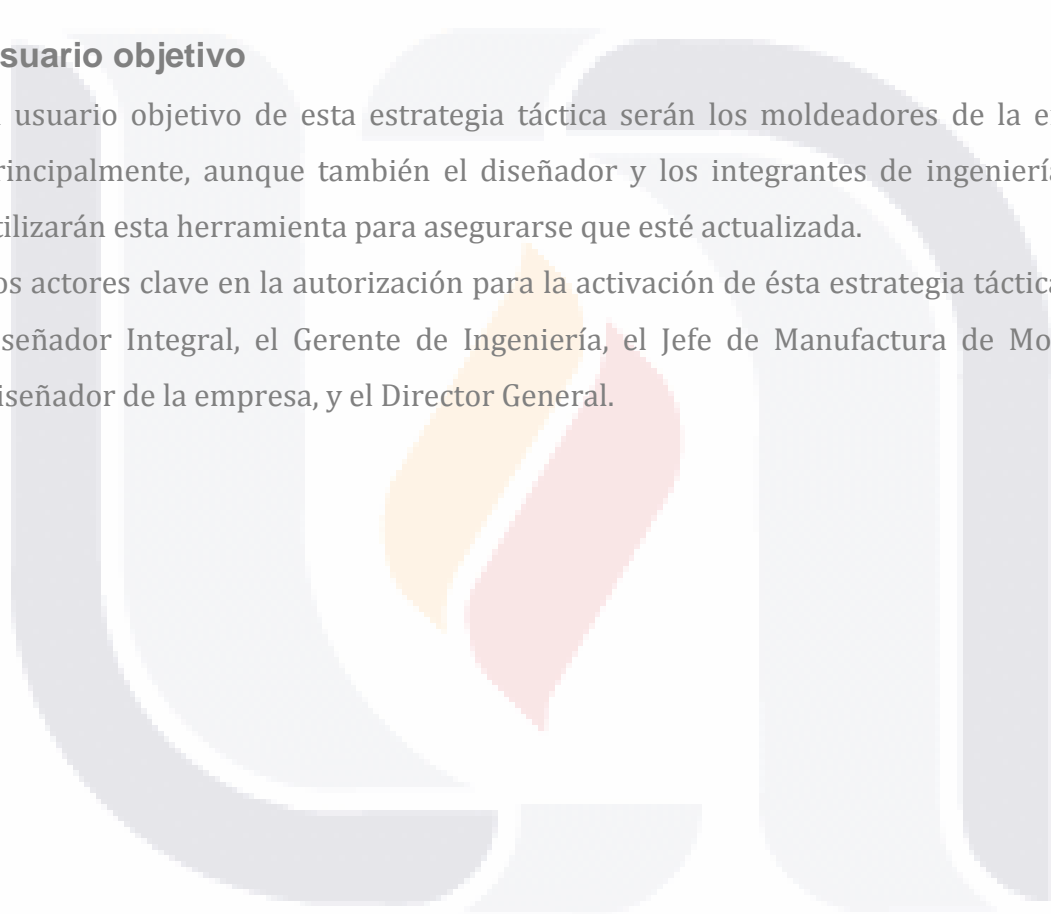 suario objetivo
usuario objetivo de esta estrategia táctica serán los moldeadores de la e
rincipalmente, aunque también el diseñador y los integrantes de ingeniería
tilizarán esta herramienta para asegurarse que esté actualizada.
os actores clave en la autorización para la activación de ésta estrategia táctica
señador Integral, el Gerente de Ingeniería, el Jefe de Manufactura de Mo
iseñador de la empresa, y el Director General.